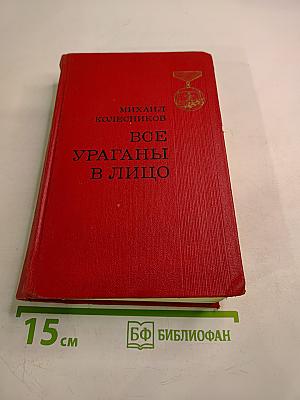 МИХАИЛ
КОЛЕСНИКОВ
ВСЕ
УРАГАНЫ
В ЛИЦО
15 см
БФ БИБЛИОФАН